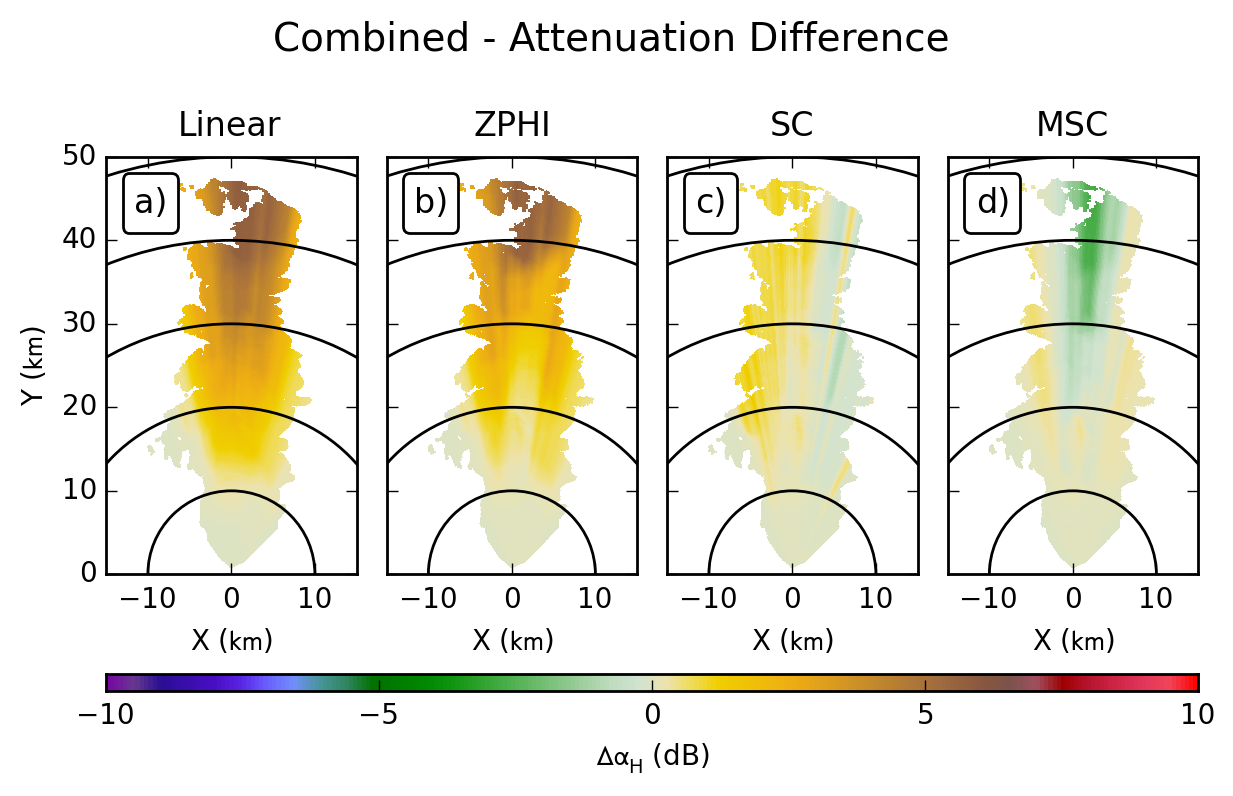 Combined - Attenuation Difference
Linear ZPHI SC MSC
a) b) c) d)
50
40
30
20
10
0
Y (km)
−10 0 10 −10 0 10 −10 0 10 −10 0 10
X (km) X (km) X (km) X (km)
−10 −5 0 5 10
Δα_H (dB)